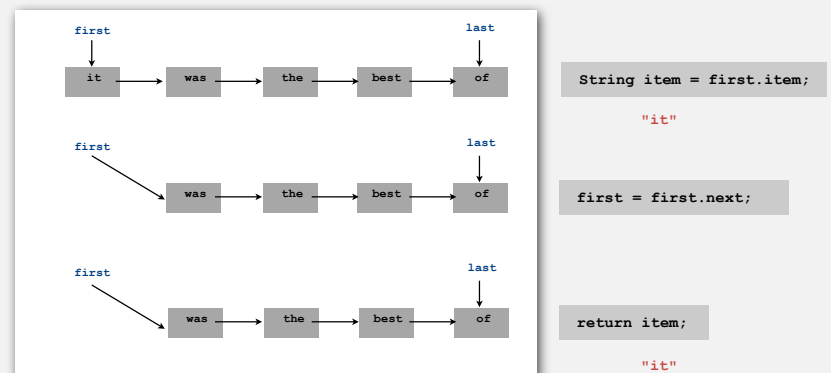 first last
it was the best of
String item = first.item;
"it"
first last
was the best of
first = first.next;
first last
was the best of
return item;
"it"